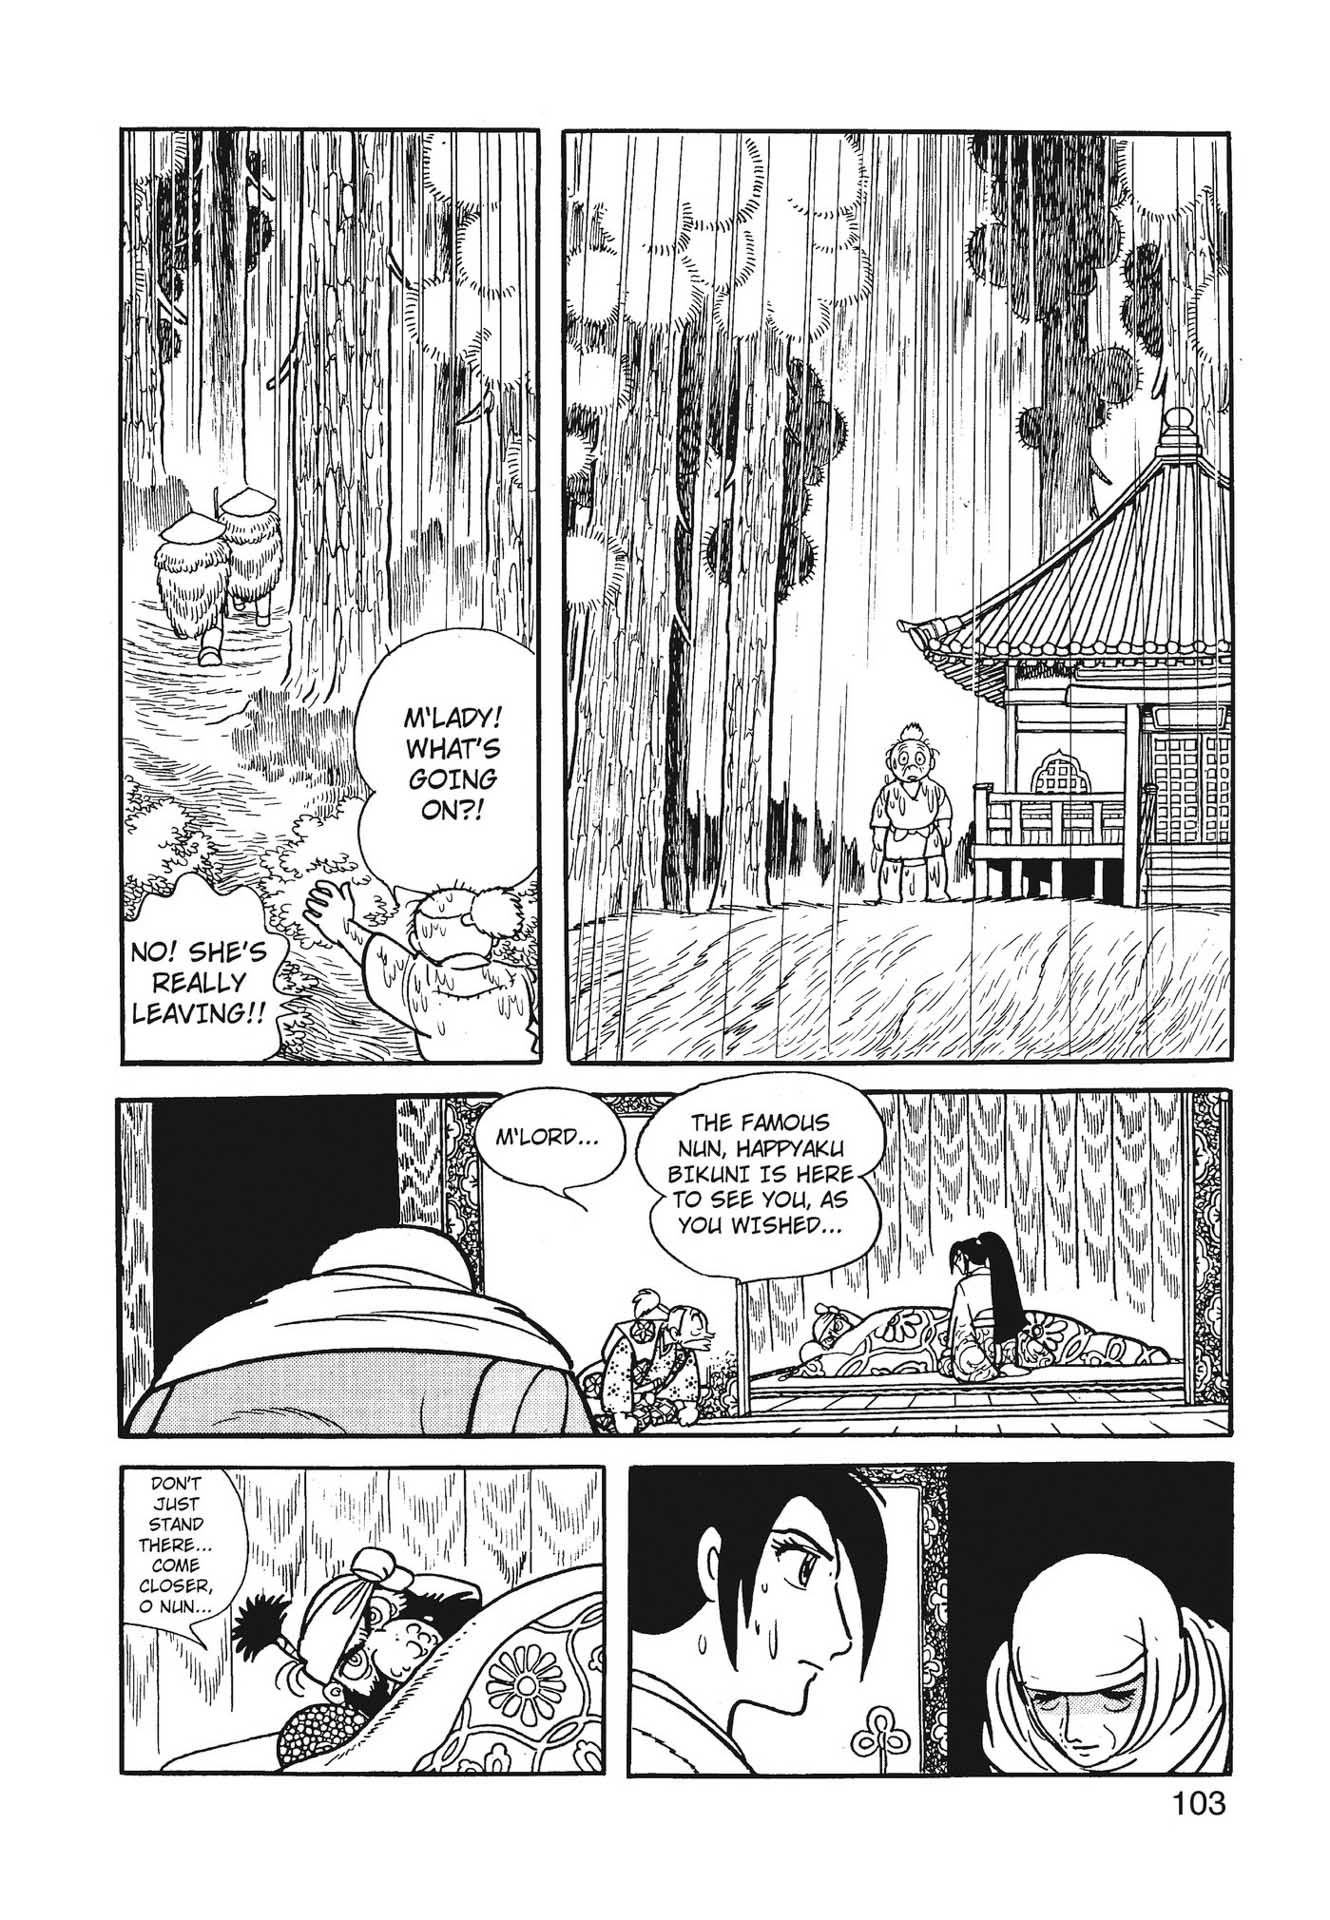 M'LADY!
WHAT'S
GOING
ON?!
NO! SHE'S
REALLY
LEAVING!!
M'LORD...
THE FAMOUS
NUN, HAPPYAKU
BIKUNI IS HERE
TO SEE YOU, AS
YOU WISHED...
DON'T
JUST
STAND
THERE...
COME
CLOSER,
O NUN...
103